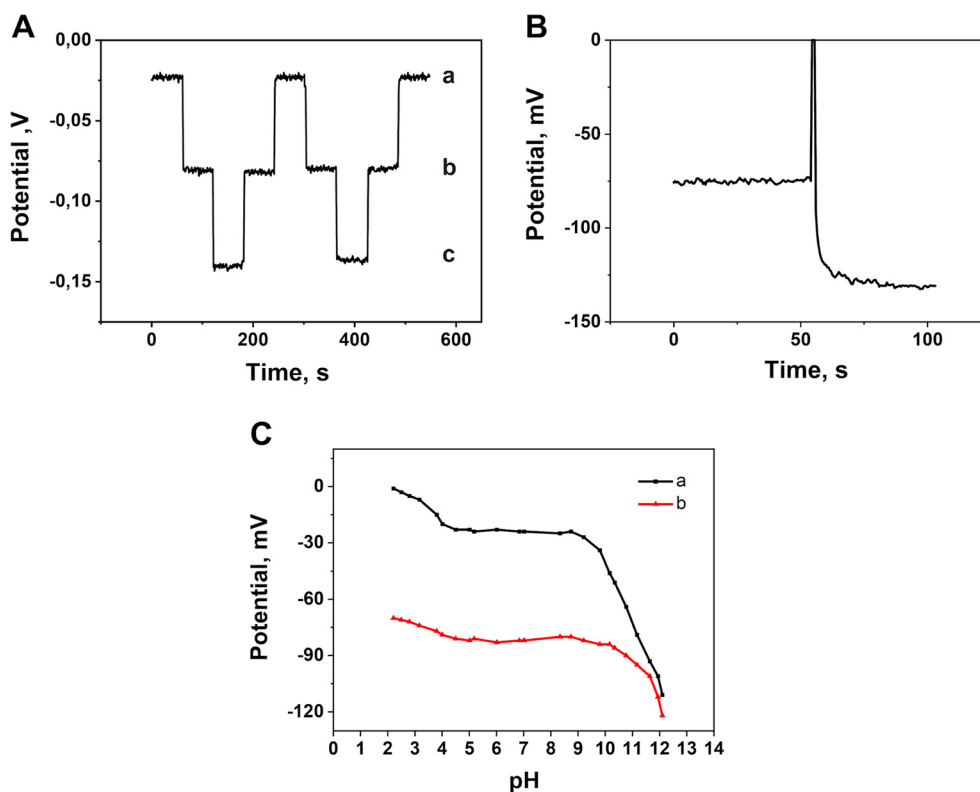 A
0,00
-0,05
-0,10
-0,15
Potential ,V
a
b
c
0 200 400 600
Time, s
B
0
-50
-100
-150
Potential, mV
0 50 100
Time, s
C
0
-30
-60
-90
-120
Potential, mV
a
b
0 1 2 3 4 5 6 7 8 9 10 11 12 13 14
pH